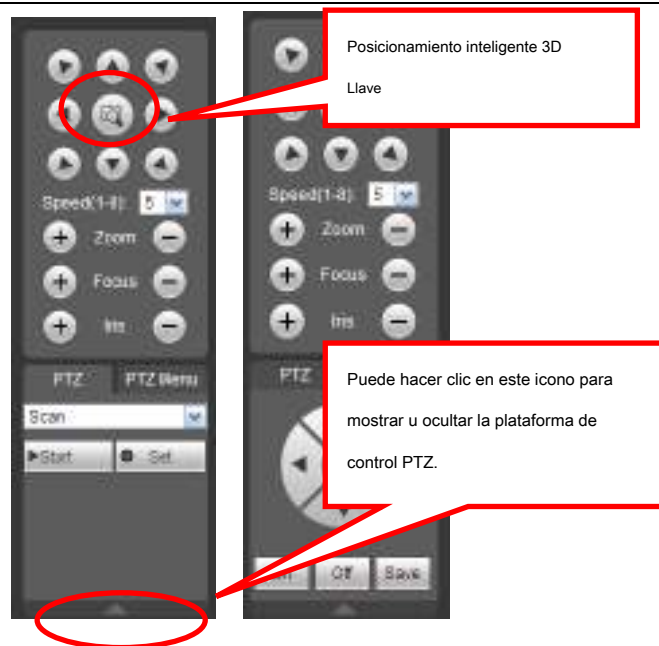 Posicionamiento inteligente 3D
Llave
Speed(1-8): 5
Zoom
Focus
Iris
PTZ PTZ Menu
Scan
Start Set
Speed(1-8): 5
Zoom
Focus
Iris
PTZ
Puede hacer clic en este icono para
mostrar u ocultar la plataforma de
control PTZ.
Off Save